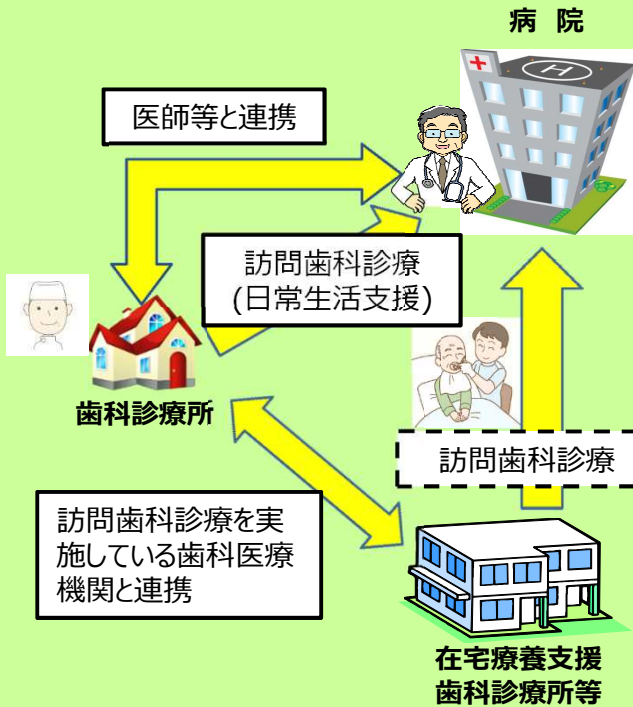 病 院
医師等と連携
訪問歯科診療
(日常生活支援)
歯科診療所
訪問歯科診療
訪問歯科診療を実
施している歯科医療
機関と連携
在宅療養支援
歯科診療所等
H